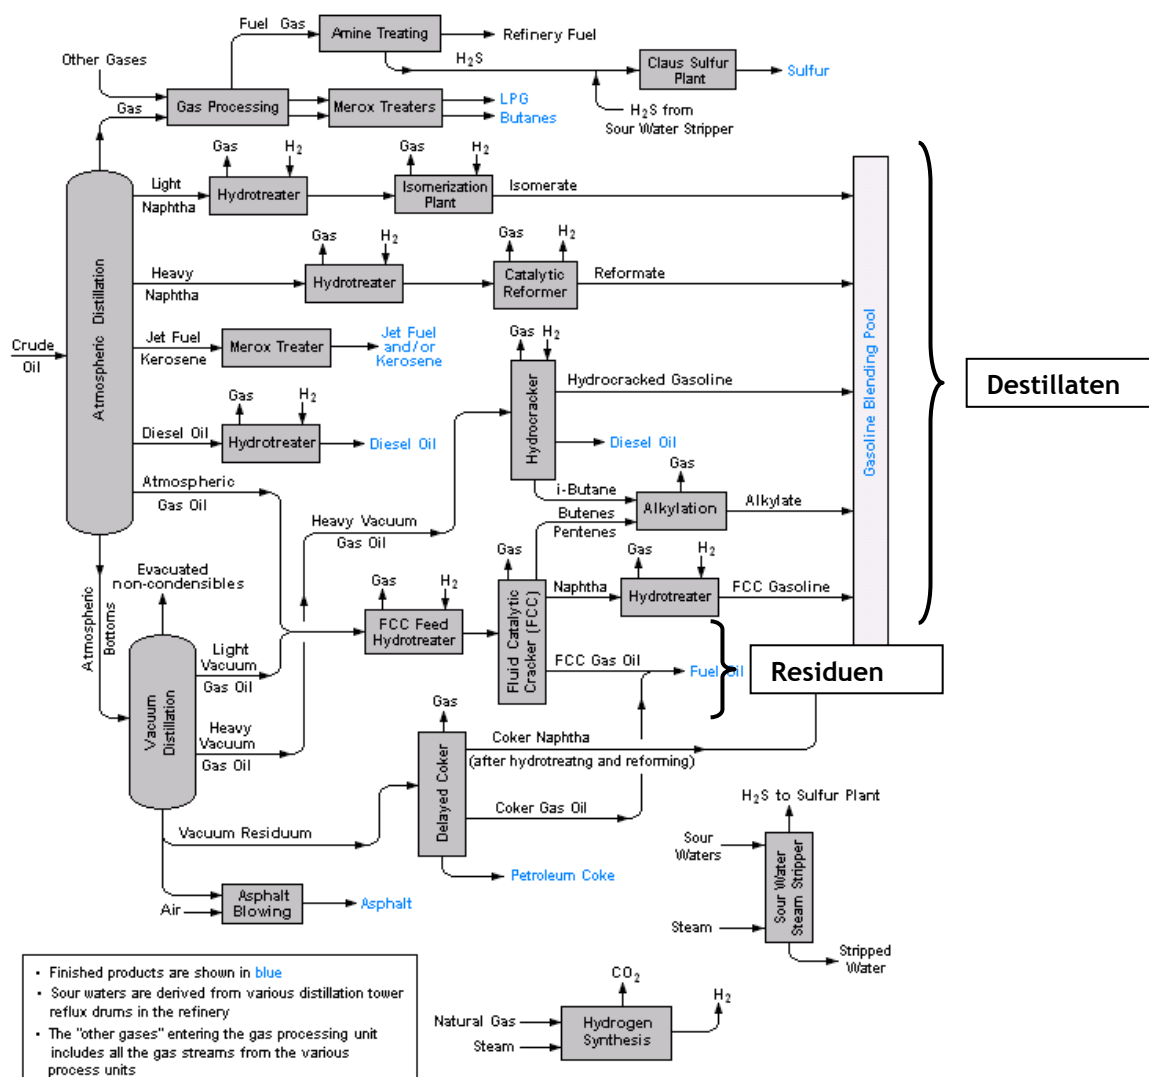 Fuel Gas
Amine Treating
Refinery Fuel
Other Gases
H₂S
Claus Sulfur
Plant
Sulfur
Gas
Gas Processing
Merox Treaters
LPG
Butanes
H₂S from
Sour Water Stripper
Gas
H₂
Gas
H₂
Light
Naphtha
Hydrotreater
Isomerization
Plant
Isomerate
Gas
H₂
Gas
H₂
Heavy
Naphtha
Hydrotreater
Catalytic
Reformer
Reformate
Crude
Oil
Atmospheric Distillation
Jet Fuel
Kerosene
Merox Treater
Jet Fuel
and/or
Kerosene
Gas
H₂
Hydrocracker
Hydrocracked Gasoline
Gasoline Blending Pool
Destillaten
Gas
H₂
Diesel Oil
Hydrotreater
Diesel Oil
Diesel Oil
Atmospheric
Gas Oil
i-Butane
Gas
Alkylation
Alkylate
Butenes
Pentenes
Heavy Vacuum
Gas Oil
Evacuated
non-condensibles
Atmospheric
Bottoms
Gas
H₂
FCC Feed
Hydrotreater
Gas
Fluid Catalytic
Cracker (FCC)
Naphtha
Gas
H₂
Hydrotreater
FCC Gasoline
Light
Vacuum
Gas Oil
Vacuum
Distillation
FCC Gas Oil
Fuel Oil
Residuen
Heavy
Vacuum
Gas Oil
Gas
Delayed Coker
Coker Naphtha
(after hydrotreatng and reforming)
Coker Gas Oil
Vacuum Residuum
Petroleum Coke
Air
Asphalt
Blowing
Asphalt
H₂S to Sulfur Plant
Sour
Waters
Sour Water
Steam Stripper
Steam
Stripped
Water
• Finished products are shown in blue
• Sour waters are derived from various distillation tower
reflux drums in the refinery
• The "other gases" entering the gas processing unit
includes all the gas streams from the various
process units
CO₂
H₂
Natural Gas
Steam
Hydrogen
Synthesis